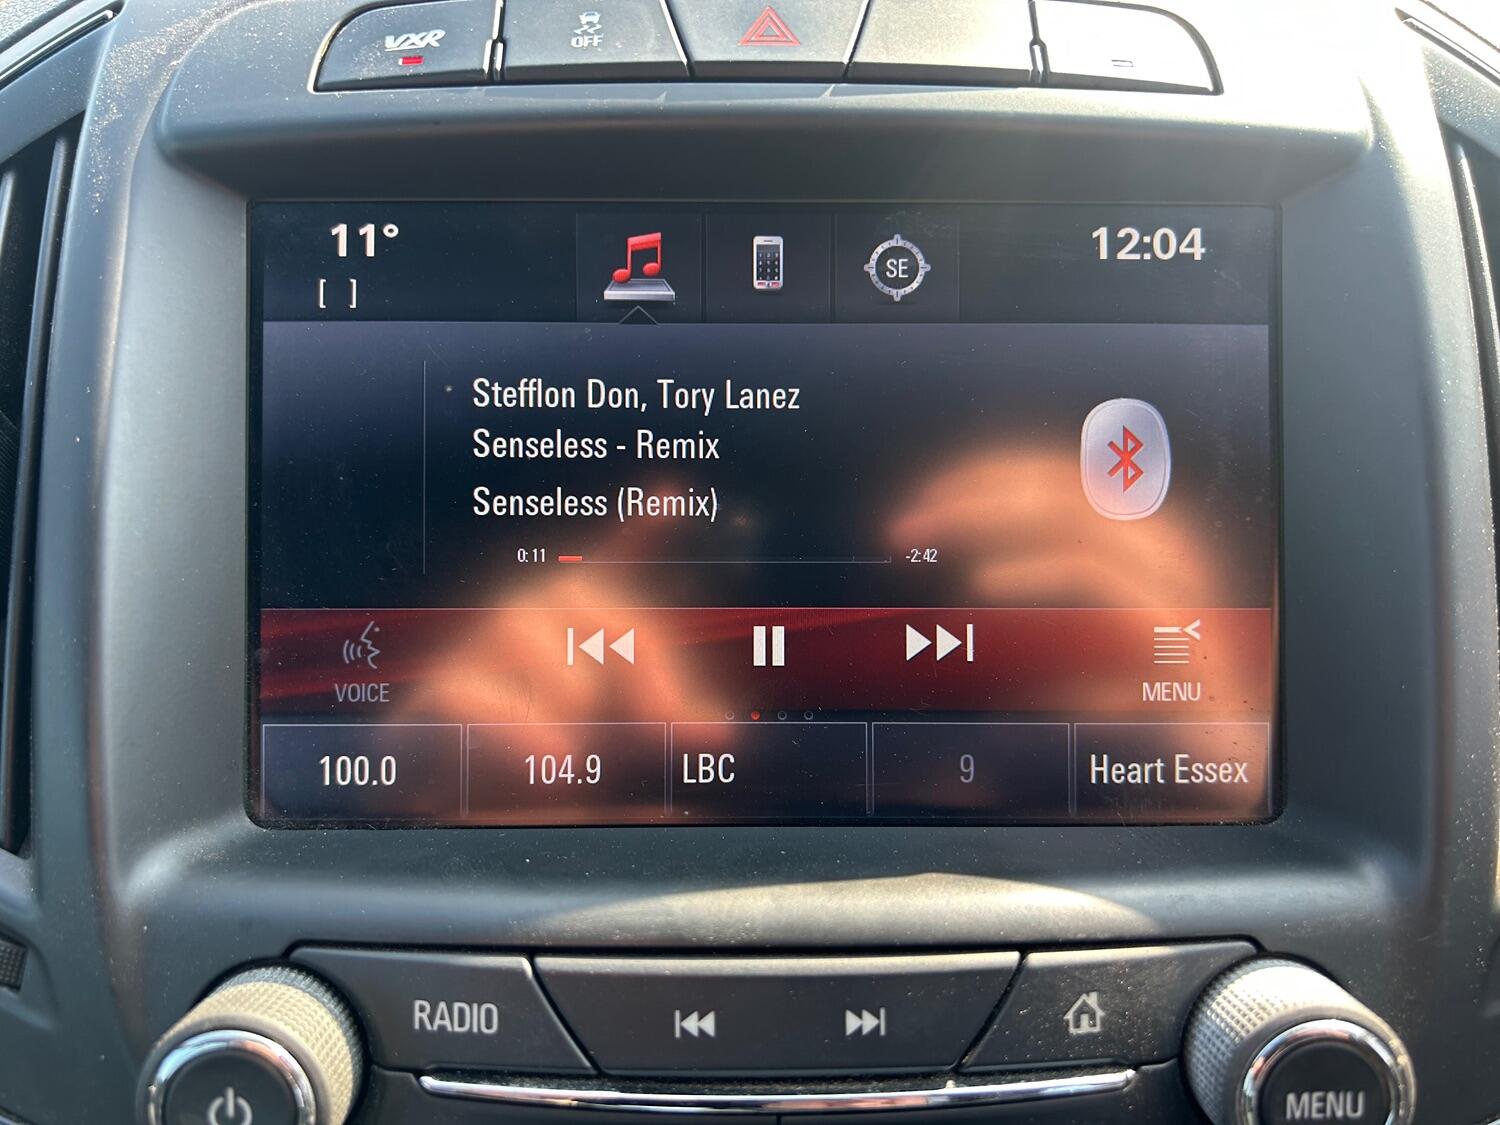 VXR
OFF
11°
[ ]
SE
12:04
Stefflon Don, Tory Lanez
Senseless - Remix
Senseless (Remix)
0:11
-2:42
VOICE
MENU
100.0
104.9
LBC
9
Heart Essex
RADIO
MENU